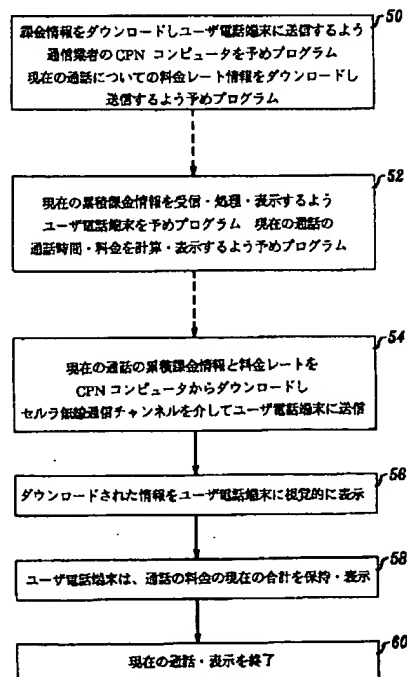 50
課金情報をダウンロードしユーザ電話端末に送信するよう
通信業者のCPN コンピュータを予めプログラム
現在の通話についての料金レート情報をダウンロードし
送信するよう予めプログラム
52
現在の累積課金情報を受信・処理・表示するよう
ユーザ電話端末を予めプログラム 現在の通話の
通話時間・料金を計算・表示するよう予めプログラム
54
現在の通話の累積課金情報と料金レートを
CPN コンピュータからダウンロードし
セルラ無線通信チャンネルを介してユーザ電話端末に送信
56
ダウンロードされた情報をユーザ電話端末に視覚的に表示
58
ユーザ電話端末は、通話の料金の現在の合計を保持・表示
60
現在の通話・表示を終了